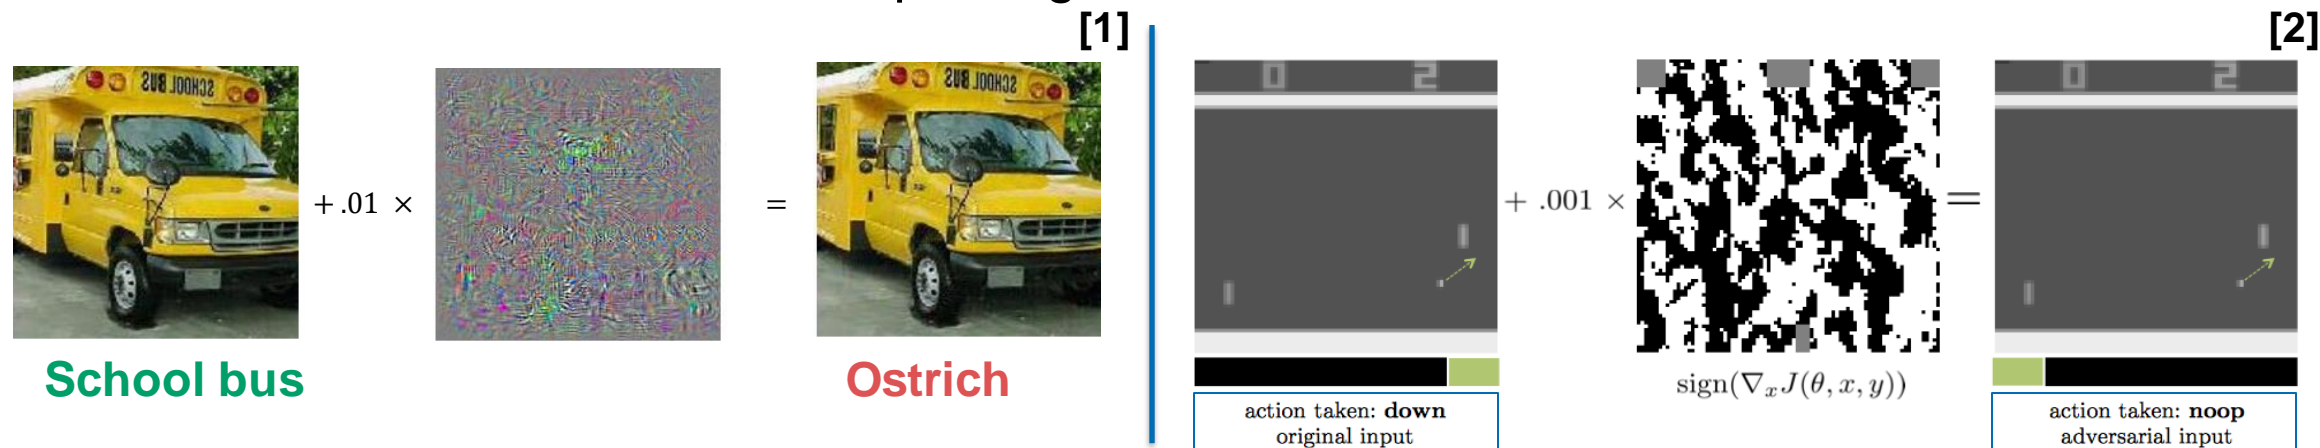 [1]
SCHOOL BUS
+ .01 ×
=
SCHOOL BUS
School bus
Ostrich
[2]
0 2
+ .001 ×
=
0 2
sign(∇ₓJ(θ, x, y))
action taken: down
original input
action taken: noop
adversarial input